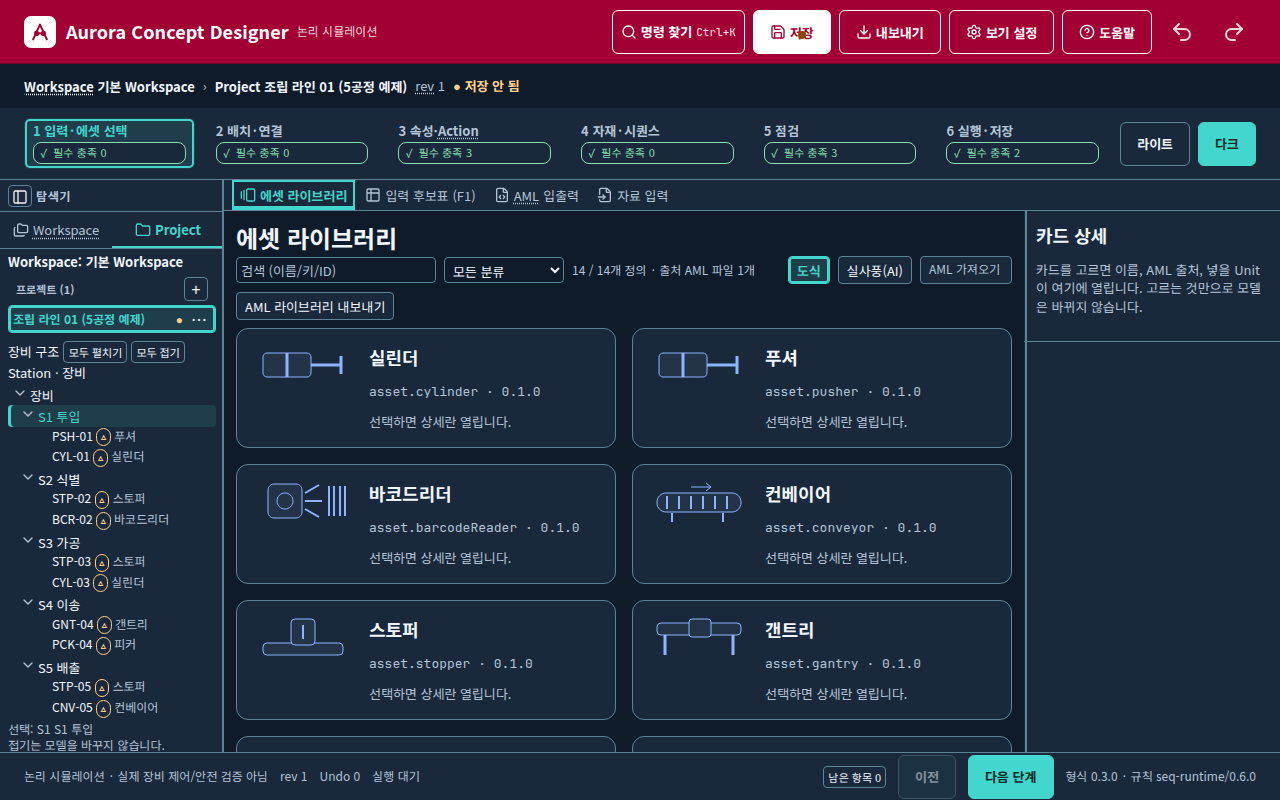 Aurora Concept Designer 논리 시뮬레이션
명령 찾기 Ctrl+K 저장 내보내기 보기 설정 도움말
Workspace 기본 Workspace › Project 조립 라인 01 (5공정 예제) rev 1 ● 저장 안 됨
1 입력·에셋 선택
✓ 필수 충족 0
2 배치·연결
✓ 필수 충족 0
3 속성·Action
✓ 필수 충족 3
4 자재·시퀀스
✓ 필수 충족 0
5 점검
✓ 필수 충족 3
6 실행·저장
✓ 필수 충족 2
라이트 다크
탐색기
Workspace Project
Workspace: 기본 Workspace
프로젝트 (1) +
조립 라인 01 (5공정 예제) ● ···
장비 구조 모두 펼치기 모두 접기
Station · 장비
장비
S1 투입
PSH-01 푸셔
CYL-01 실린더
S2 식별
STP-02 스토퍼
BCR-02 바코드리더
S3 가공
STP-03 스토퍼
CYL-03 실린더
S4 이송
GNT-04 갠트리
PCK-04 피커
S5 배출
STP-05 스토퍼
CNV-05 컨베이어
선택: S1 S1 투입
접기는 모델을 바꾸지 않습니다.
에셋 라이브러리 입력 후보표 (F1) AML 입출력 자료 입력
에셋 라이브러리
검색 (이름/키/ID) 모든 분류 14 / 14개 정의 · 출처 AML 파일 1개 도식 실사풍(AI) AML 가져오기
AML 라이브러리 내보내기
실린더
asset.cylinder · 0.1.0
선택하면 상세란 열립니다.
푸셔
asset.pusher · 0.1.0
선택하면 상세란 열립니다.
바코드리더
asset.barcodeReader · 0.1.0
선택하면 상세란 열립니다.
컨베이어
asset.conveyor · 0.1.0
선택하면 상세란 열립니다.
스토퍼
asset.stopper · 0.1.0
선택하면 상세란 열립니다.
갠트리
asset.gantry · 0.1.0
선택하면 상세란 열립니다.
카드 상세
카드를 고르면 이름, AML 출처, 넣을 Unit
이 여기에 열립니다. 고르는 것만으로 모델
은 바뀌지 않습니다.
논리 시뮬레이션 · 실제 장비 제어/안전 검증 아님 rev 1 Undo 0 실행 대기
남은 항목 0 이전 다음 단계 형식 0.3.0 · 규칙 seq-runtime/0.6.0